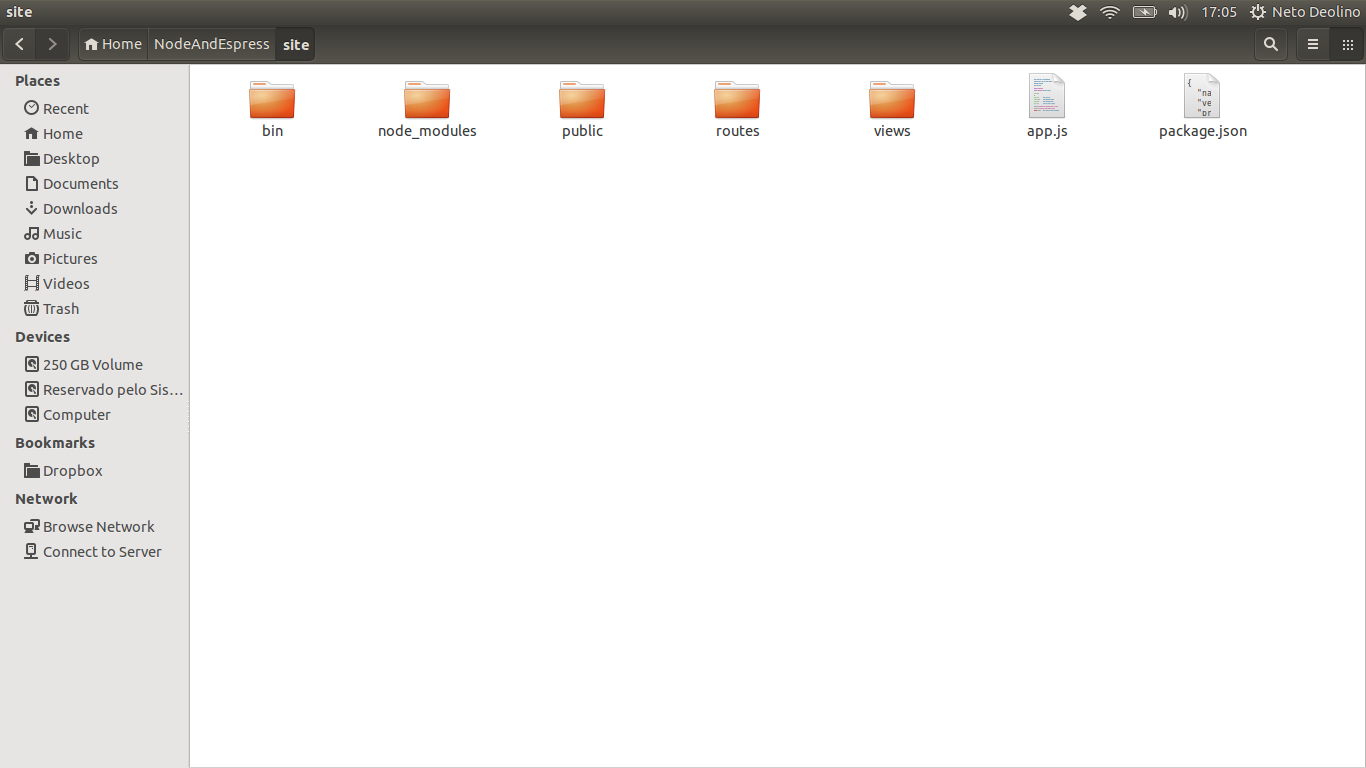 site
17:05 Neto Deolino
Home NodeAndEspress site
Places
Recent
Home
Desktop
Documents
Downloads
Music
Pictures
Videos
Trash
Devices
250 GB Volume
Reservado pelo Sis...
Computer
Bookmarks
Dropbox
Network
Browse Network
Connect to Server
{
"na
"ve
"pr
bin node_modules public routes views app.js package.json